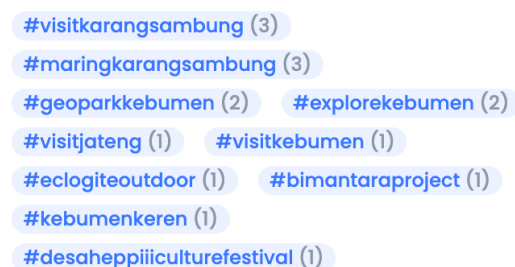 #visitkarangsambung (3)
#maringkarangsambung (3)
#geoparkkebumen (2) #explorekebumen (2)
#visitjateng (1) #visitkebumen (1)
#eclogiteoutdoor (1) #bimantaraproject (1)
#kebumenkeren (1)
#desaheppiiiculturefestival (1)